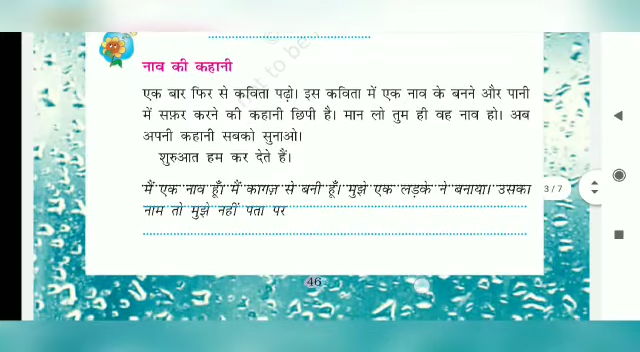 नाव की कहानी
एक बार फिर से कविता पढ़ो। इस कविता में एक नाव के बनने और पानी
में सफ़र करने की कहानी छिपी है। मान लो तुम ही वह नाव हो। अब
अपनी कहानी सबको सुनाओ।
शुरुआत हम कर देते हैं।
मैं एक नाव हूँ। मैं कागज़ से बनी हूँ। मुझे एक लड़के ने बनाया। उसका
नाम तो मुझे नहीं पता पर
46
3/7